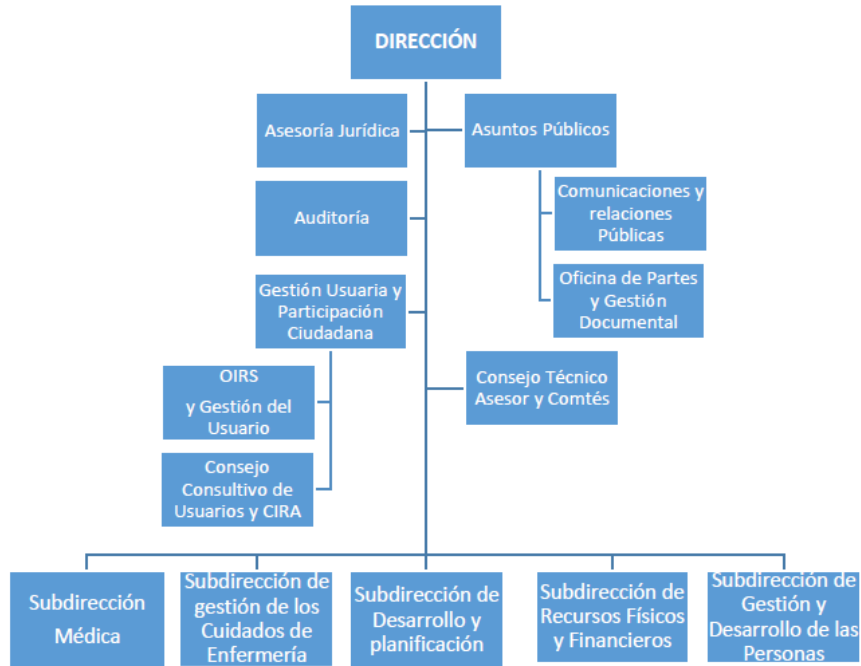 DIRECCIÓN
Asesoría Jurídica
Asuntos Públicos
Auditoría
Comunicaciones y
relaciones
Públicas
Gestión Usuaria y
Participación
Ciudadana
Oficina de Partes
y Gestión
Documental
OIRS
y Gestión del
Usuario
Consejo Técnico
Asesor y Comtés
Consejo
Consultivo de
Usuarios y CIRA
Subdirección
Médica
Subdirección de
gestión de los
Cuidados de
Enfermería
Subdirección de
Desarrollo y
planificación
Subdirección de
Recursos Físicos
y Financieros
Subdirección de
Gestión y
Desarrollo de las
Personas